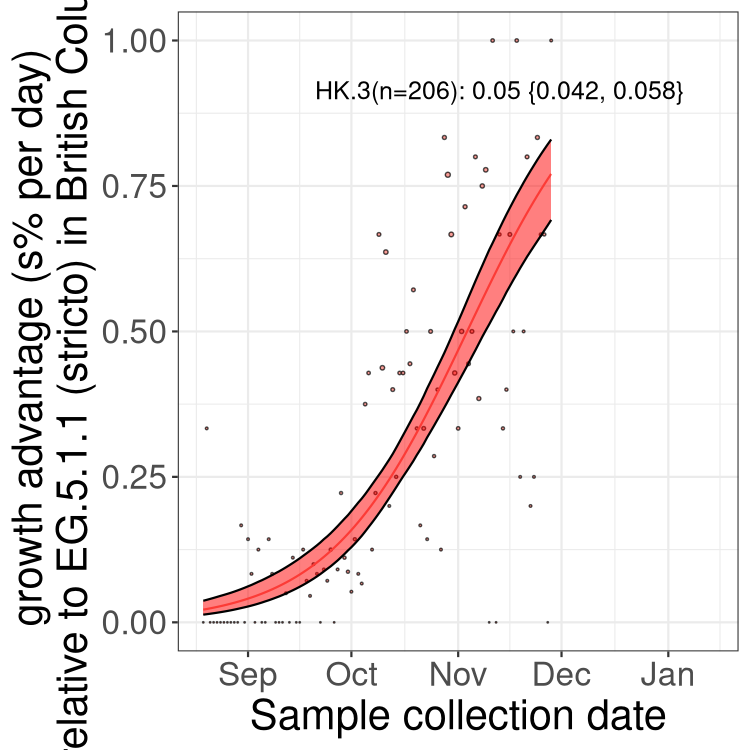 growth advantage (s% per day)
relative to EG.5.1.1 (stricto) in British Colu
1.00
0.75
0.50
0.25
0.00
HK.3(n=206): 0.05 {0.042, 0.058}
Sep Oct Nov Dec Jan
Sample collection date